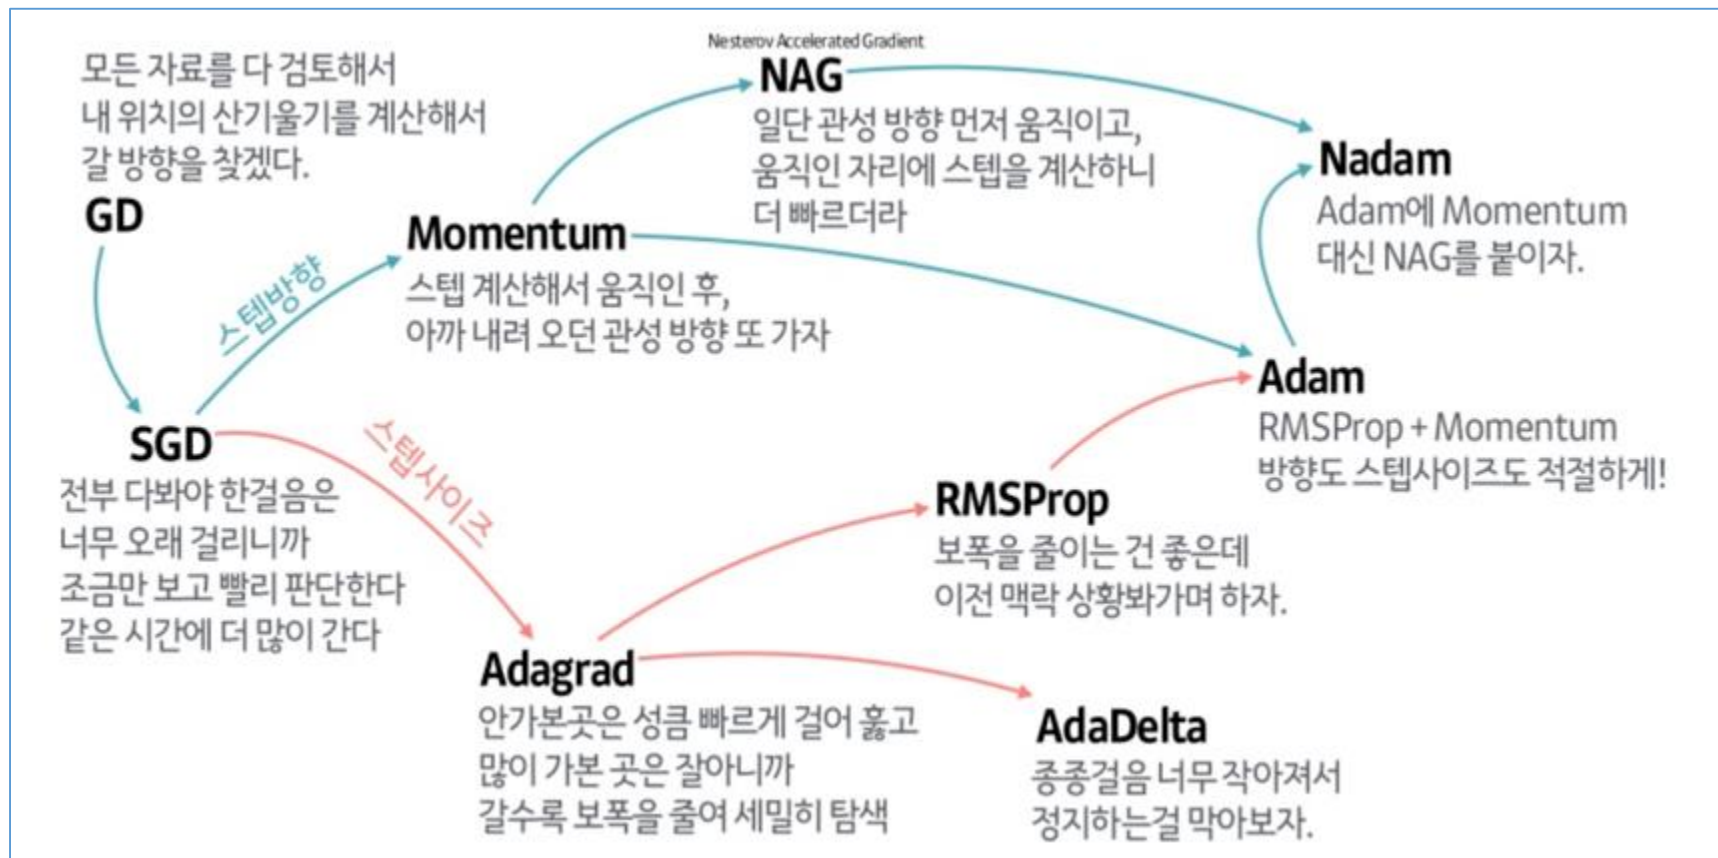 모든 자료를 다 검토해서
내 위치의 산기울기를 계산해서
갈 방향을 찾겠다.
GD
스텝방향
SGD
전부 다봐야 한걸음은
너무 오래 걸리니까
조금만 보고 빨리 판단한다
같은 시간에 더 많이 간다
Momentum
스텝 계산해서 움직인 후,
아까 내려 오던 관성 방향 또 가자
Nesterov Accelerated Gradient
NAG
일단 관성 방향 먼저 움직이고,
움직인 자리에 스텝을 계산하니
더 빠르더라
Nadam
Adam에 Momentum
대신 NAG를 붙이자.
Adam
RMSProp + Momentum
방향도 스텝사이즈도 적절하게!
스텝사이즈
RMSProp
보폭을 줄이는 건 좋은데
이전 맥락 상황봐가며 하자.
Adagrad
안가본곳은 성큼 빠르게 걸어 훓고
많이 가본 곳은 잘아니까
갈수록 보폭을 줄여 세밀히 탐색
AdaDelta
종종걸음 너무 작아져서
정지하는걸 막아보자.